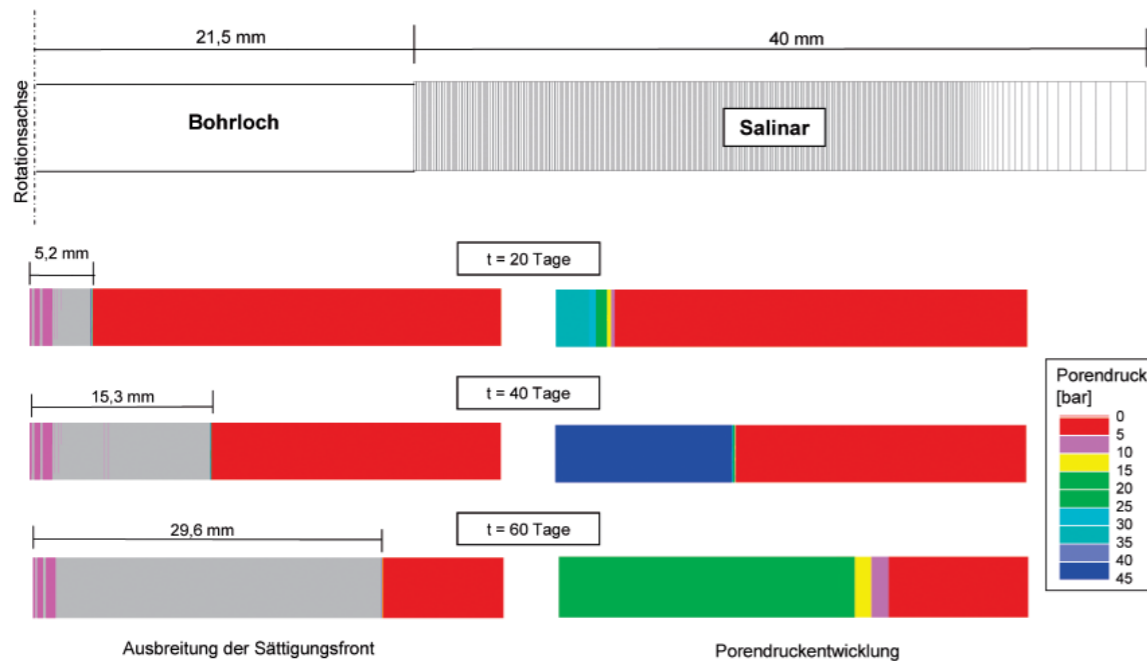 21,5 mm
40 mm
Rotationsachse
Bohrloch
Salinar
5,2 mm
t = 20 Tage
15,3 mm
t = 40 Tage
29,6 mm
t = 60 Tage
Porendruck
[bar]
0
5
10
15
20
25
30
35
40
45
Ausbreitung der Sättigungsfront
Porendruckentwicklung